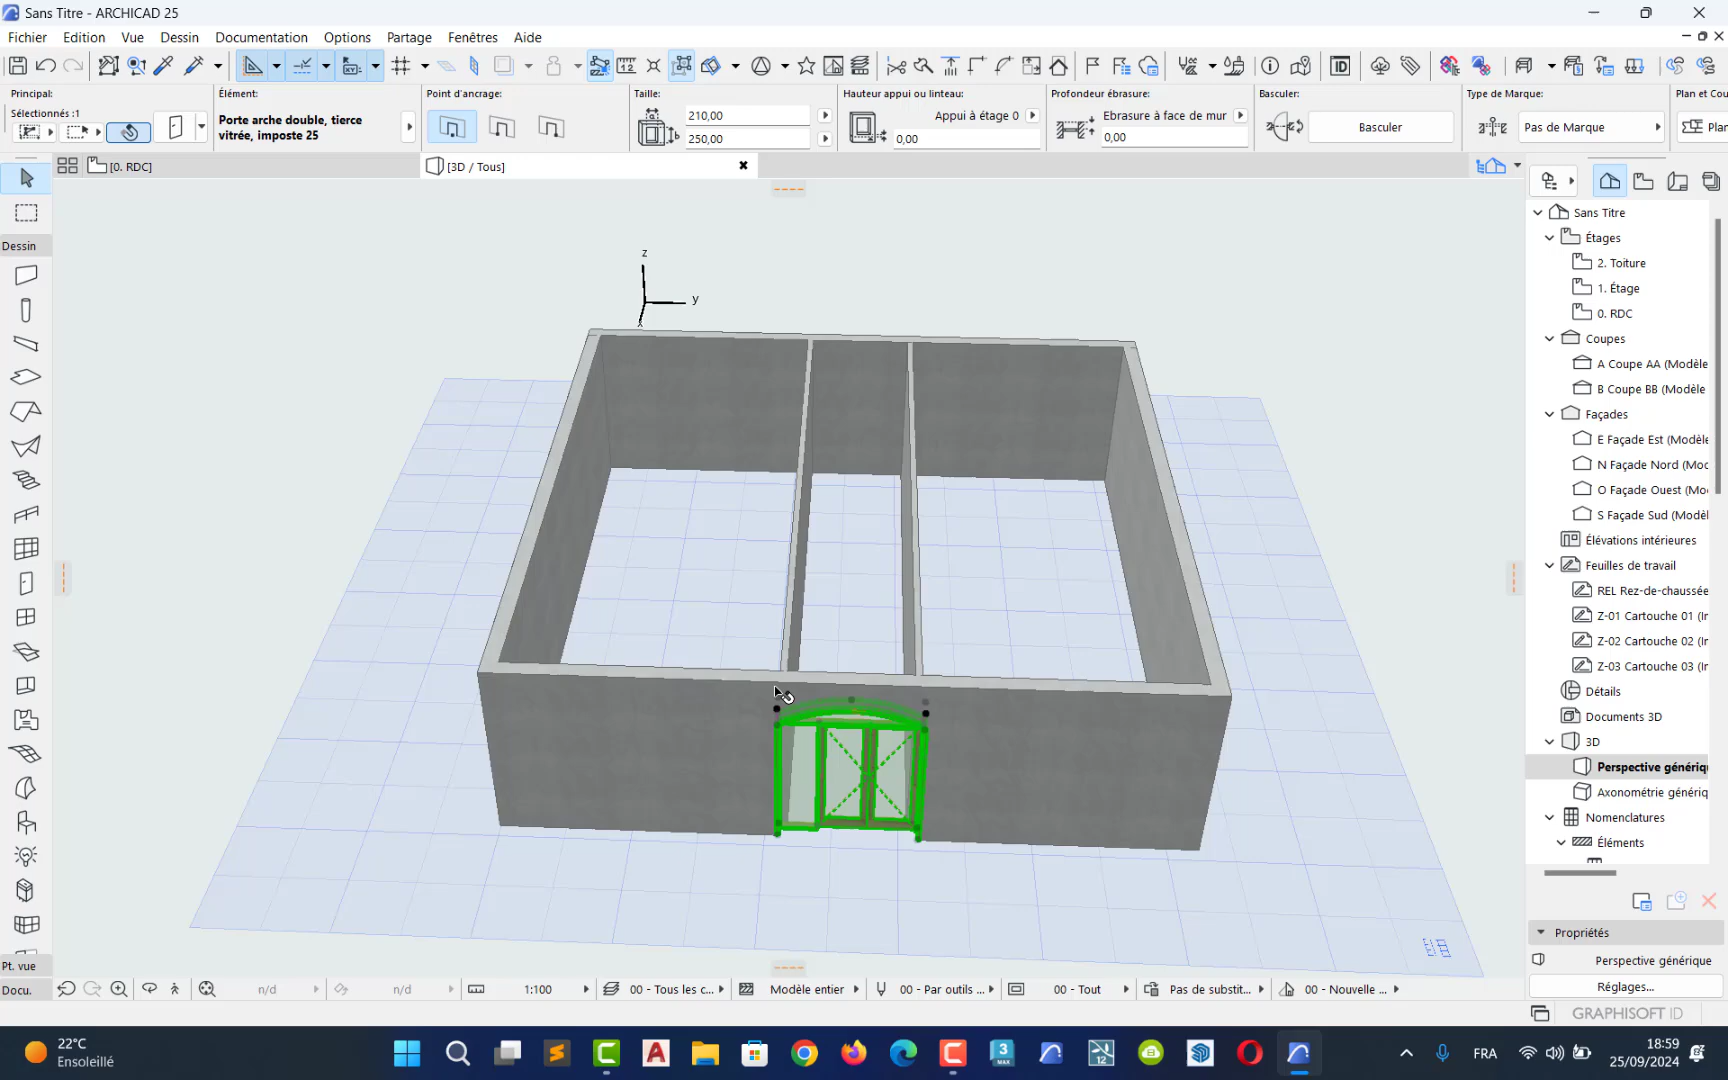 Sans Titre - ARCHICAD 25
Fichier Edition Vue Dessin Documentation Options Partage Fenêtres Aide
Principal:
Sélectionnés :1
Élément:
Porte arche double, tierce
vitrée, imposte 25
Point d'ancrage:
Taille:
210,00
250,00
Hauteur appui ou linteau:
Appui à étage 0
0,00
Profondeur ébrasure:
Ebrasure à face de mur
0,00
Basculer:
Basculer
Type de Marque:
Pas de Marque
Plan et Cou
Plan
[0. RDC]
[3D / Tous]
Dessin
z
y
x
Sans Titre
Étages
2. Toiture
1. Étage
0. RDC
Coupes
A Coupe AA (Modèle
B Coupe BB (Modèle
Façades
E Façade Est (Modèle
N Façade Nord (Mod
O Façade Ouest (Mo
S Façade Sud (Modèl
Élévations intérieures
Feuilles de travail
REL Rez-de-chaussée
Z-01 Cartouche 01 (In
Z-02 Cartouche 02 (In
Z-03 Cartouche 03 (In
Détails
Documents 3D
3D
Perspective génériqu
Axonométrie génériq
Nomenclatures
Éléments
Propriétés
Perspective générique
Réglages...
Pt. vue
Docu.
n/d n/d 1:100 00 - Tous les c... Modèle entier 00 - Par outils ... 00 - Tout Pas de substit... 00 - Nouvelle ...
GRAPHISOFT ID
22°C
Ensoleillé
FRA
18:59
25/09/2024